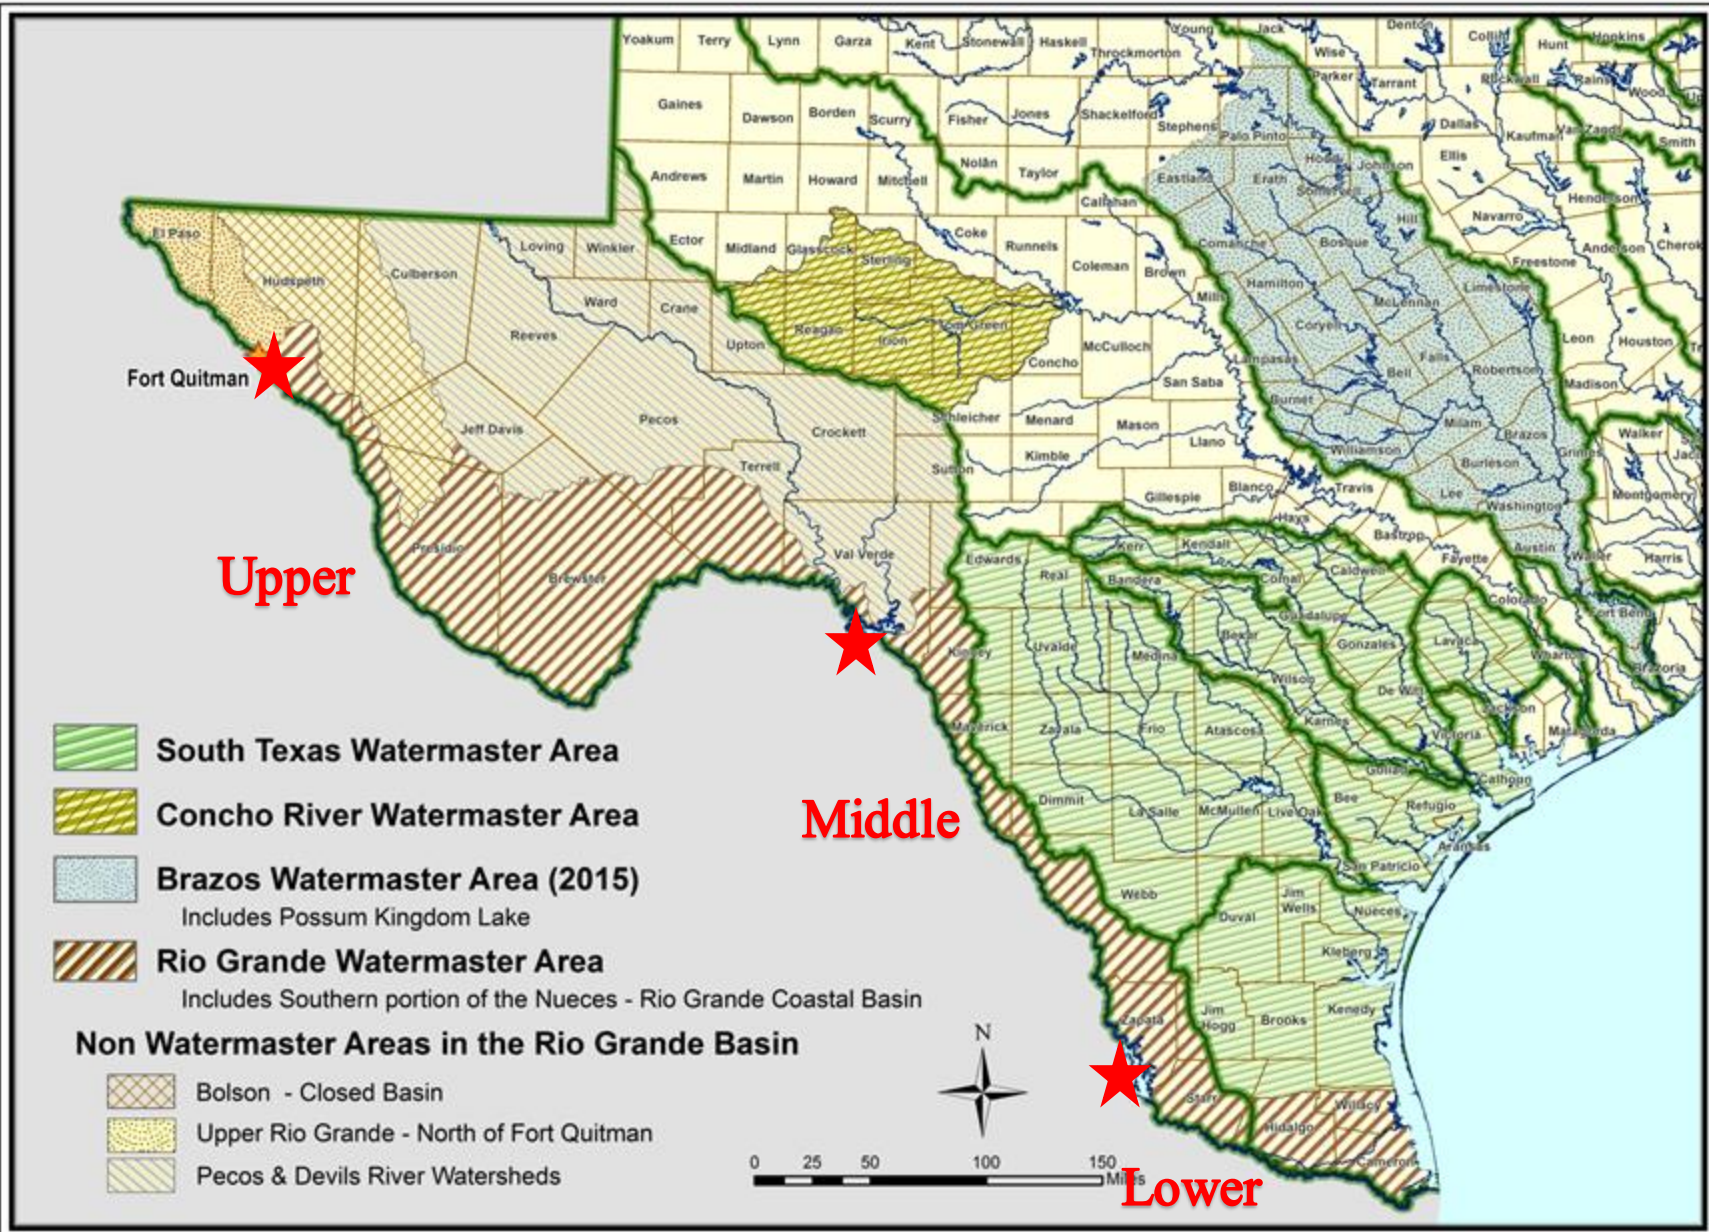 Yoakum Terry Lynn Garza Kent Stonewall Haskell Throckmorton Young Jack Wise Denton Collin Hunt Hopkins
Gaines Dawson Borden Scurry Fisher Jones Shackelford Stephens Palo Pinto Parker Tarrant Dallas Rockwall Kaufman Rains Wood Van Zandt Smith
Andrews Martin Howard Mitchell Nolan Taylor Callahan Eastland Erath Hood Somervell Johnson Ellis Hill Navarro Henderson
El Paso Hudspeth Culberson Loving Winkler Ector Midland Glasscock Sterling Coke Runnels Coleman Brown Comanche Bosque Freestone Anderson Cherok
Reeves Ward Crane Upton Reagan Irion Tom Green Concho McCulloch Mills Hamilton Coryell McLennan Limestone Falls Leon Houston
Fort Quitman
Jeff Davis Pecos Crockett Schleicher Menard Mason San Saba Lampasas Burnet Bell Milam Robertson Brazos Madison Grimes Walker
Terrell Sutton Kimble Llano Gillespie Blanco Williamson Travis Burleson Lee Washington Montgomery
Presidio Brewster Val Verde Edwards Real Kerr Kendall Bandera Comal Hays Caldwell Bastrop Fayette Austin Waller Harris
Upper
Kinney Uvalde Medina Bexar Guadalupe Gonzales Lavaca Colorado Wharton Fort Bend Brazoria
Maverick Zavala Frio Atascosa Wilson Karnes De Witt Victoria Jackson Matagorda
Middle
Dimmit La Salle McMullen Live Oak Bee Goliad Refugio Calhoun Aransas San Patricio
Webb Duval Jim Wells Nueces Kleberg
Zapata Jim Hogg Brooks Kenedy
Starr Hidalgo Willacy Cameron
South Texas Watermaster Area
Concho River Watermaster Area
Brazos Watermaster Area (2015)
Includes Possum Kingdom Lake
Rio Grande Watermaster Area
Includes Southern portion of the Nueces - Rio Grande Coastal Basin
Non Watermaster Areas in the Rio Grande Basin
Bolson - Closed Basin
Upper Rio Grande - North of Fort Quitman
Pecos & Devils River Watersheds
N
0 25 50 100 150
Miles
Lower